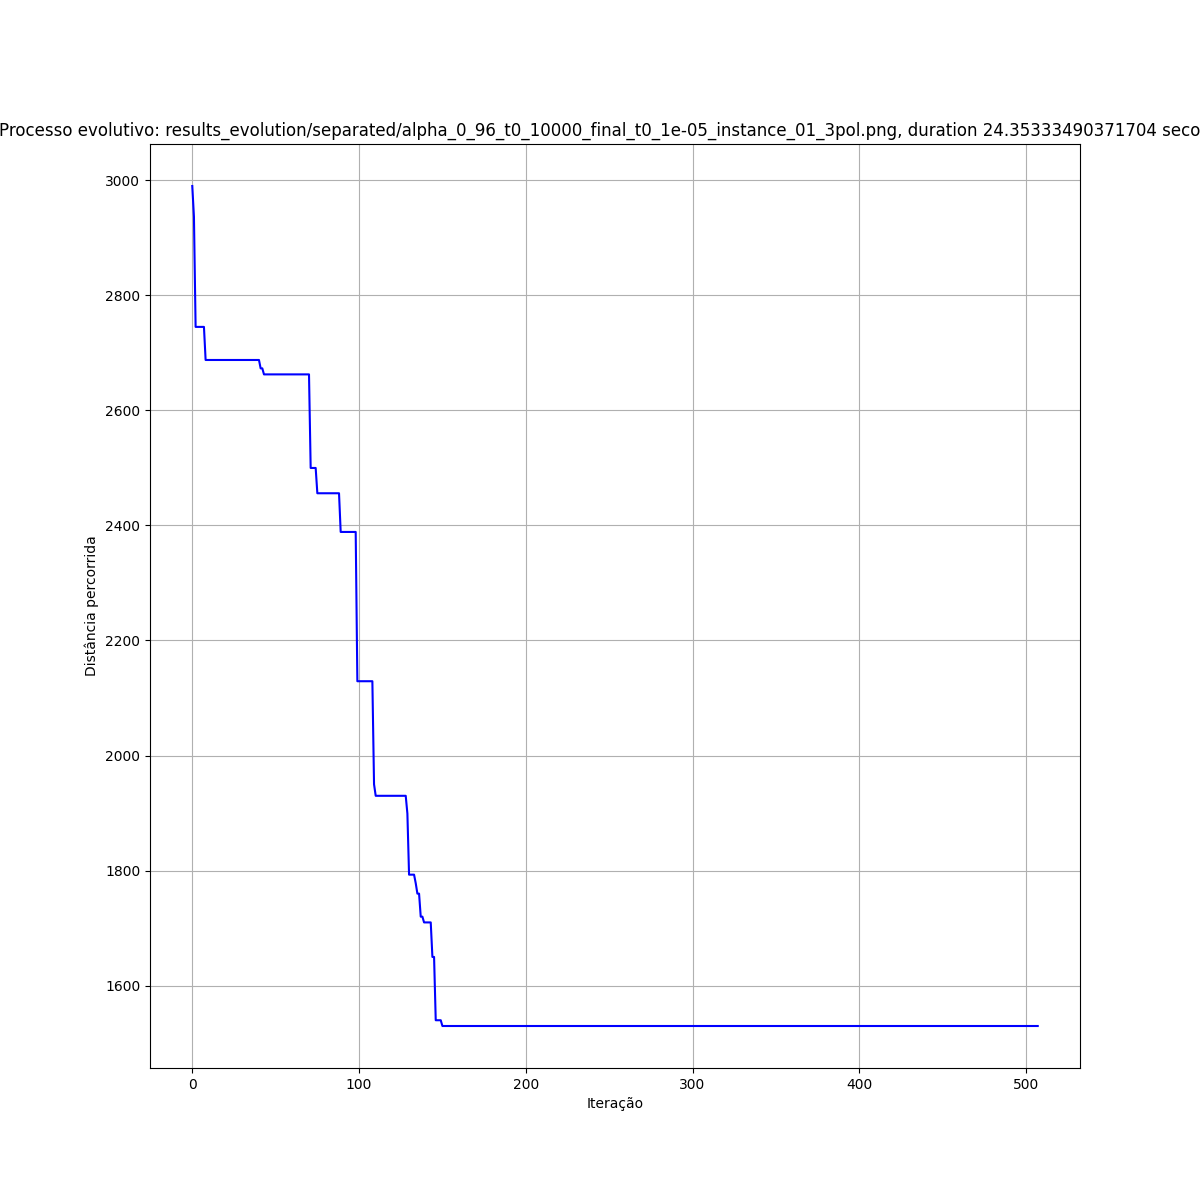 Processo evolutivo: results_evolution/separated/alpha_0_96_t0_10000_final_t0_1e-05_instance_01_3pol.png, duration 24.35333490371704 seco
3000
2800
2600
2400
2200
2000
1800
1600
Distância percorrida
0 100 200 300 400 500
Iteração